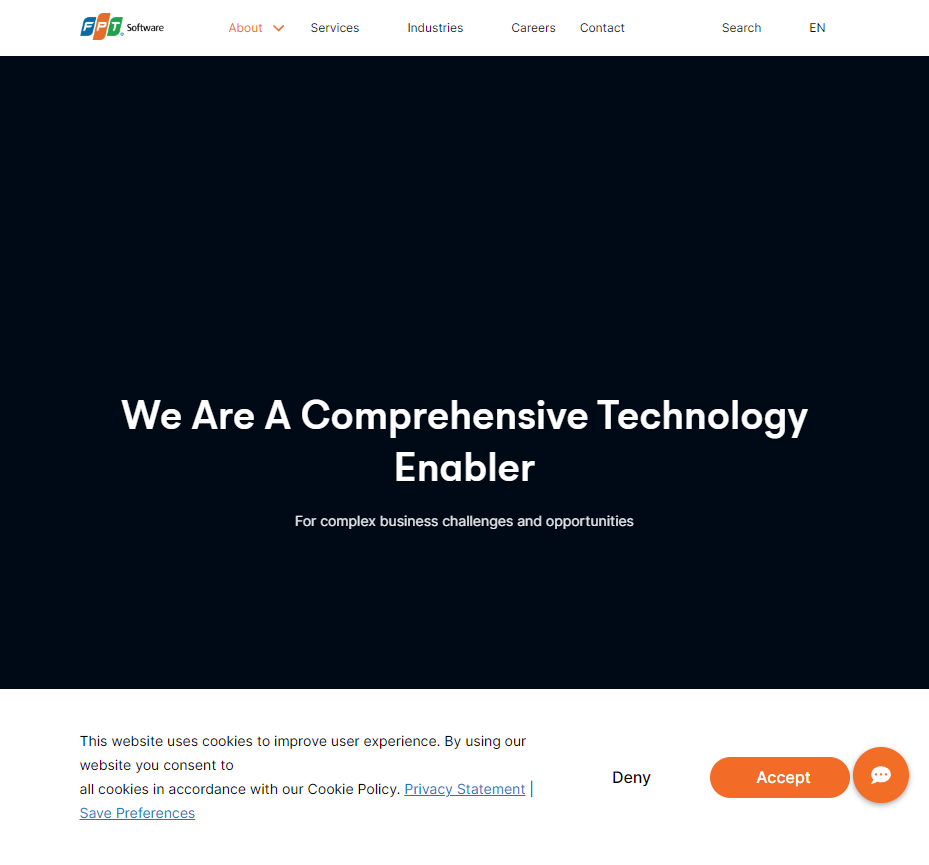 FPT Software
About Services Industries Careers Contact Search EN
We Are A Comprehensive Technology
Enabler
For complex business challenges and opportunities
This website uses cookies to improve user experience. By using our
website you consent to
all cookies in accordance with our Cookie Policy. Privacy Statement |
Save Preferences
Deny
Accept